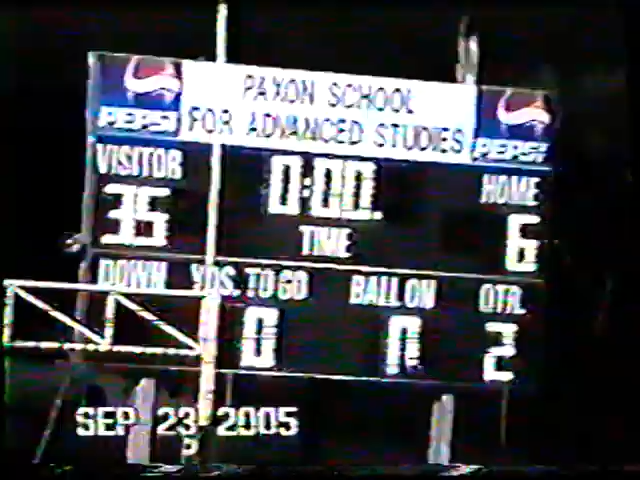 PEPSI PAXON SCHOOL
FOR ADVANCED STUDIES PEPSI
VISITOR 0:00 HOME
35 TIME 6
DOWN YDS. TO GO BALL ON QTR.
0 0 2
SEP 23 2005